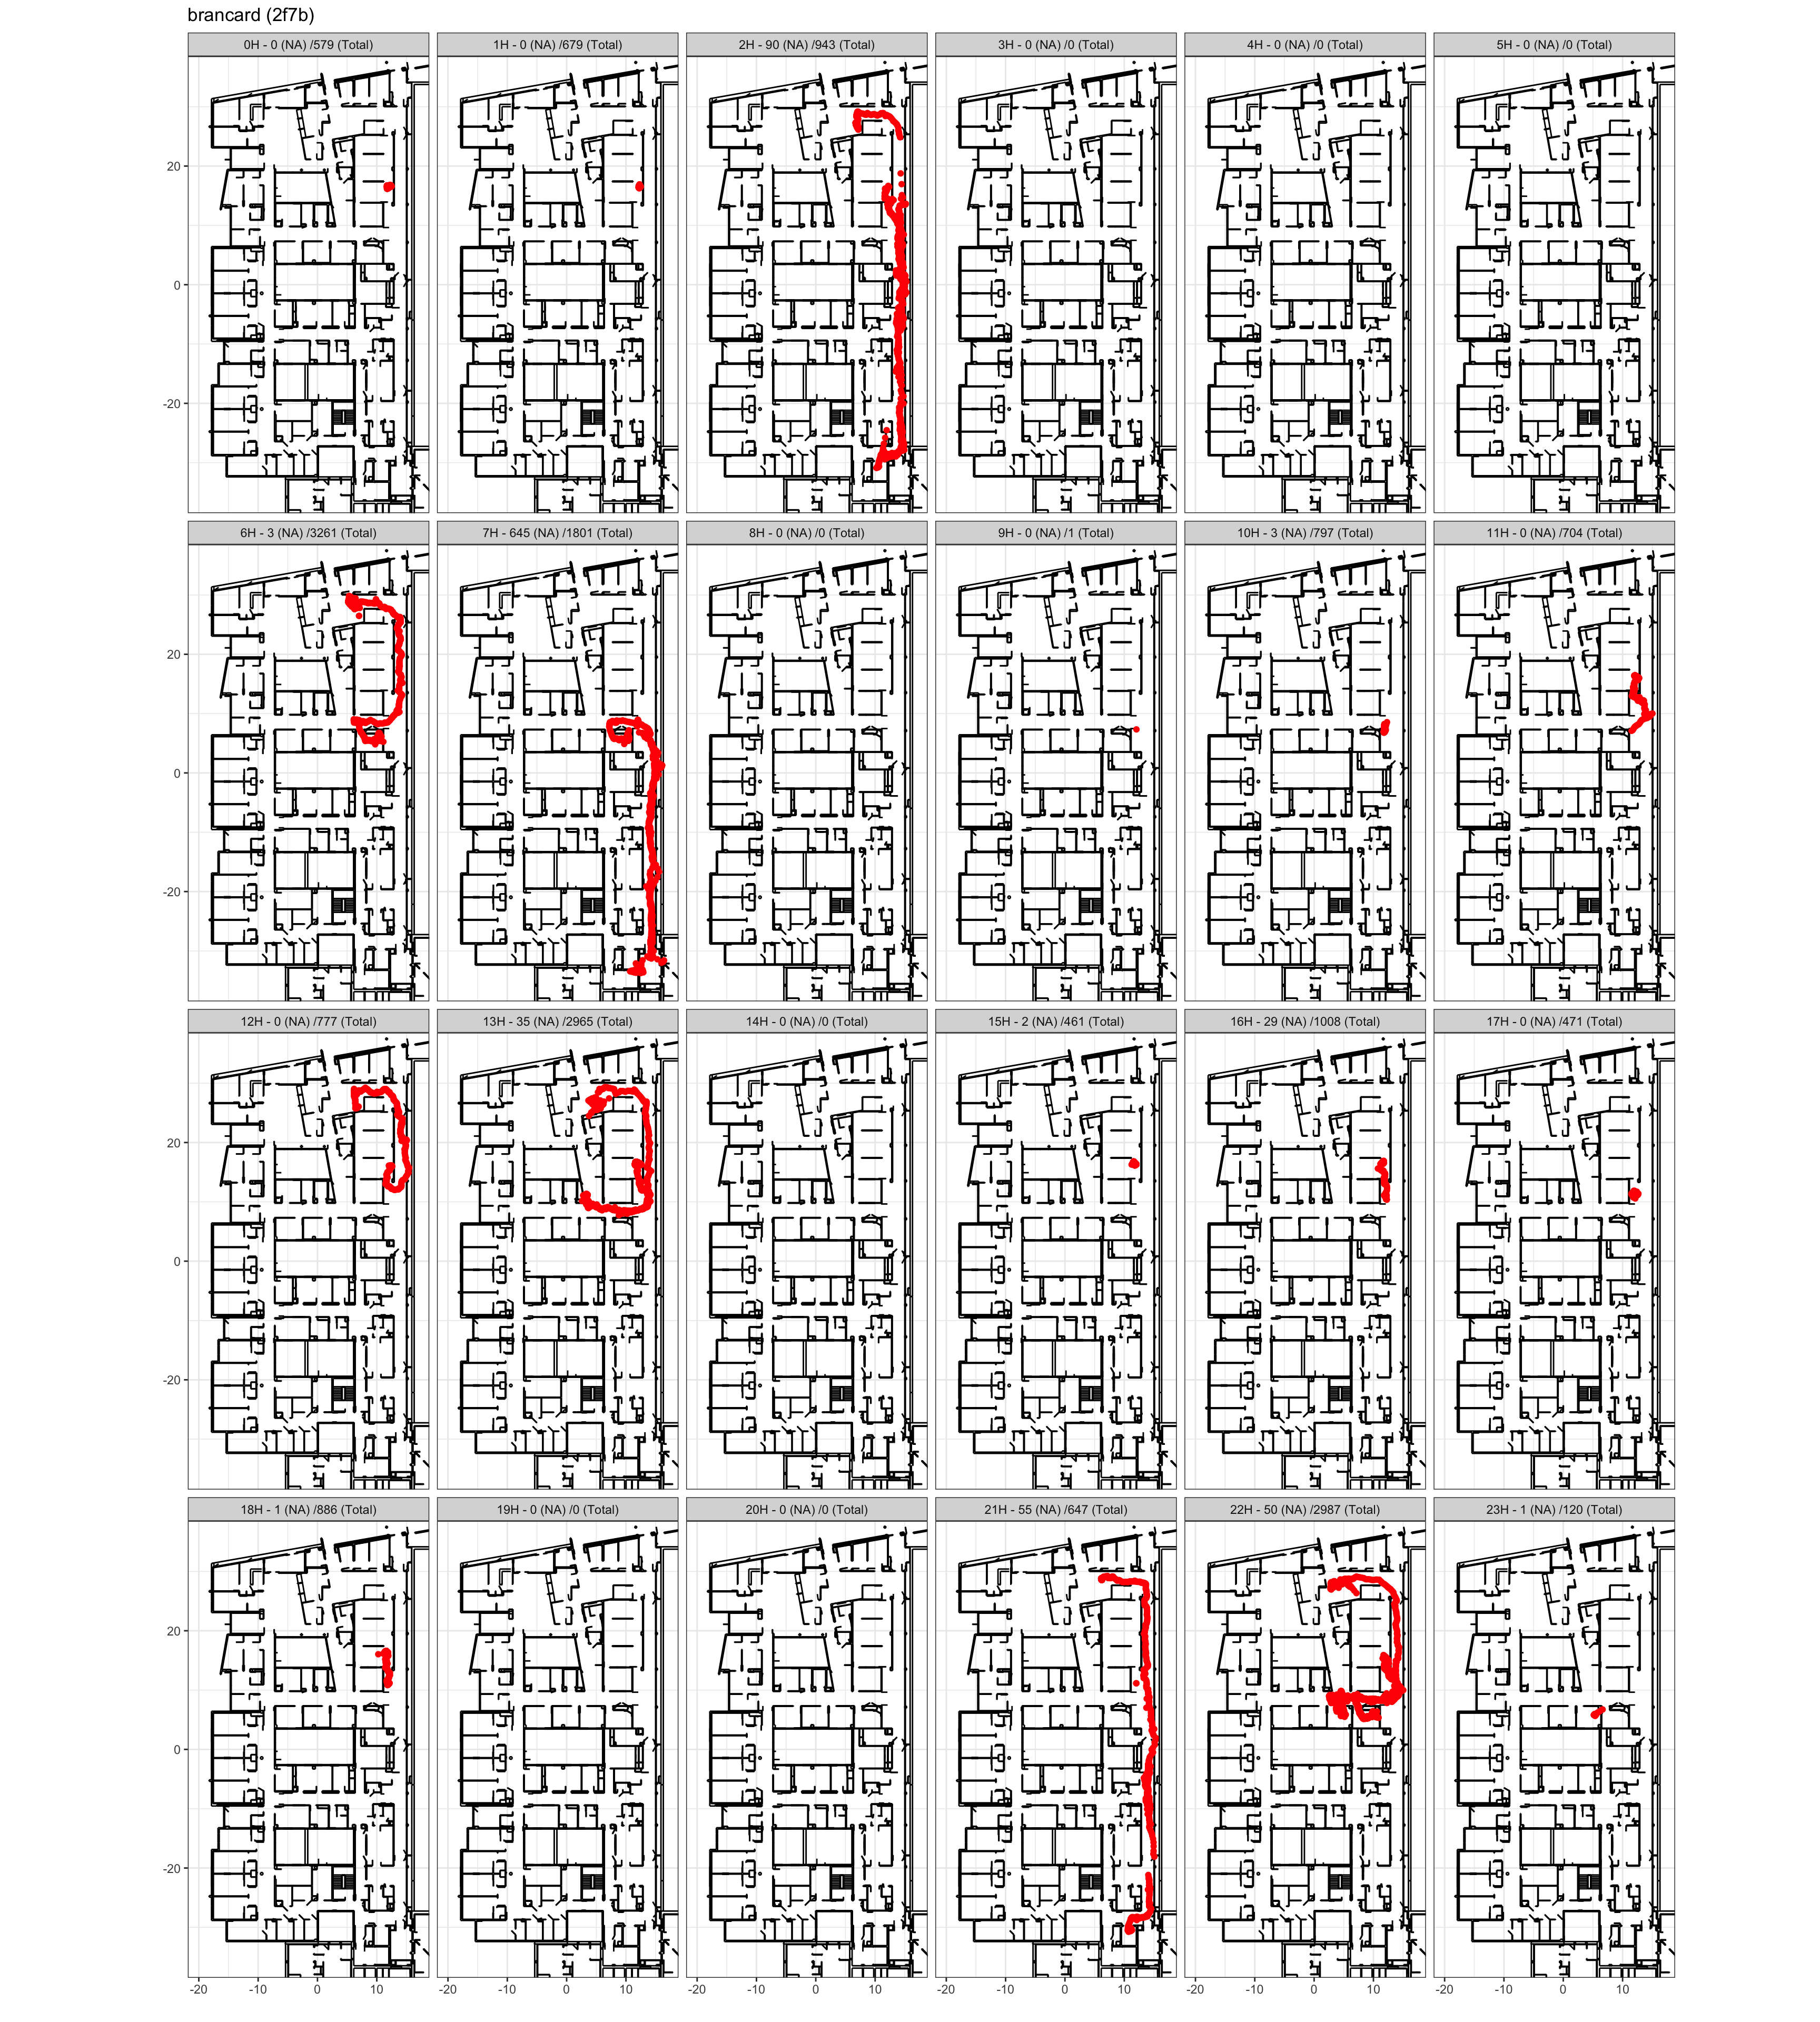 brancard (2f7b)
0H - 0 (NA) /579 (Total)
1H - 0 (NA) /679 (Total)
2H - 90 (NA) /943 (Total)
3H - 0 (NA) /0 (Total)
4H - 0 (NA) /0 (Total)
5H - 0 (NA) /0 (Total)
20
0
-20
6H - 3 (NA) /3261 (Total)
7H - 645 (NA) /1801 (Total)
8H - 0 (NA) /0 (Total)
9H - 0 (NA) /1 (Total)
10H - 3 (NA) /797 (Total)
11H - 0 (NA) /704 (Total)
20
0
-20
12H - 0 (NA) /777 (Total)
13H - 35 (NA) /2965 (Total)
14H - 0 (NA) /0 (Total)
15H - 2 (NA) /461 (Total)
16H - 29 (NA) /1008 (Total)
17H - 0 (NA) /471 (Total)
20
0
-20
18H - 1 (NA) /886 (Total)
19H - 0 (NA) /0 (Total)
20H - 0 (NA) /0 (Total)
21H - 55 (NA) /647 (Total)
22H - 50 (NA) /2987 (Total)
23H - 1 (NA) /120 (Total)
20
0
-20
-20 -10 0 10
-20 -10 0 10
-20 -10 0 10
-20 -10 0 10
-20 -10 0 10
-20 -10 0 10